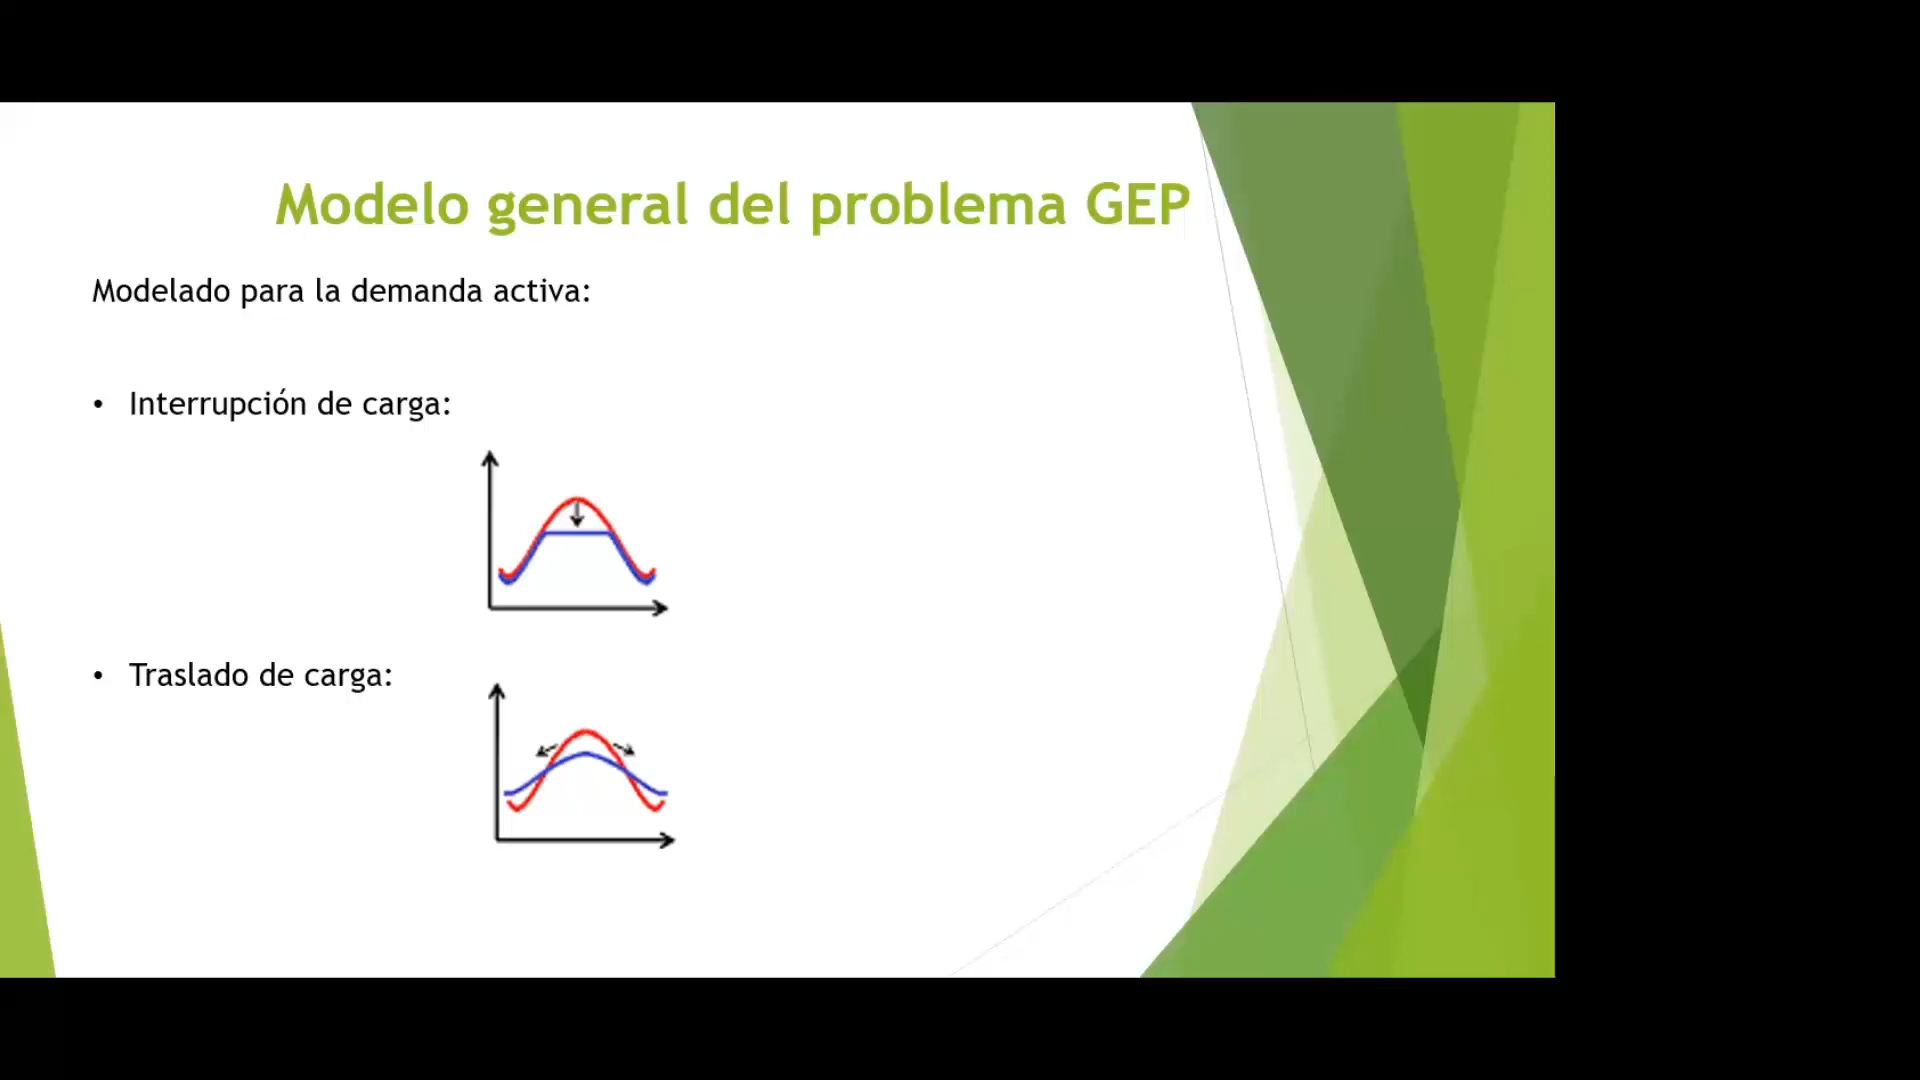 Modelo general del problema GEP
Modelado para la demanda activa:
• Interrupción de carga:
• Traslado de carga: